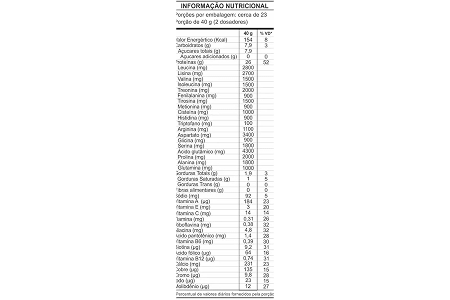 INFORMAÇÃO NUTRICIONAL
Porções por embalagem: cerca de 23
Porção de 40 g (2 dosadores)
40 g % VD*
Valor Energético (Kcal) 154 8
Carboidratos (g) 7,9 3
Açúcares totais (g) 7,9
Açúcares adicionados (g) 0 0
Proteínas (g) 26 52
Leucina (mg) 2800
Lisina (mg) 2700
Valina (mg) 1500
Isoleucina (mg) 1500
Treonina (mg) 2000
Fenilalanina (mg) 900
Tirosina (mg) 1500
Metionina (mg) 900
Cisteína (mg) 1000
Histidina (mg) 900
Triptofano (mg) 100
Arginina (mg) 1100
Aspartato (mg) 3400
Glicina (mg) 900
Serina (mg) 1800
Ácido glutâmico (mg) 4300
Prolina (mg) 2000
Alanina (mg) 1800
Glutamina (mg) 1000
Gorduras Totais (g) 1,9 3
Gorduras Saturadas (g) 1 5
Gorduras Trans (g) 0 0
Fibras alimentares (g) 0 0
Sódio (mg) 92 5
Vitamina A (µg) 184 23
Vitamina E (mg) 3 20
Vitamina C (mg) 14 14
Tiamina (mg) 0,31 26
Riboflavina (mg) 0,38 32
Niacina (mg) 4,8 32
Ácido pantotênico (mg) 1,4 28
Vitamina B6 (mg) 0,39 30
Biotina (µg) 9,2 31
Ácido fólico (µg) 64 16
Vitamina B12 (µg) 0,74 31
Cálcio (mg) 231 23
Cobre (µg) 135 15
Cromo (µg) 9,8 28
Iodo (µg) 23 15
Molibdênio (µg) 12 27
*Percentual de valores diários fornecidos pela porção